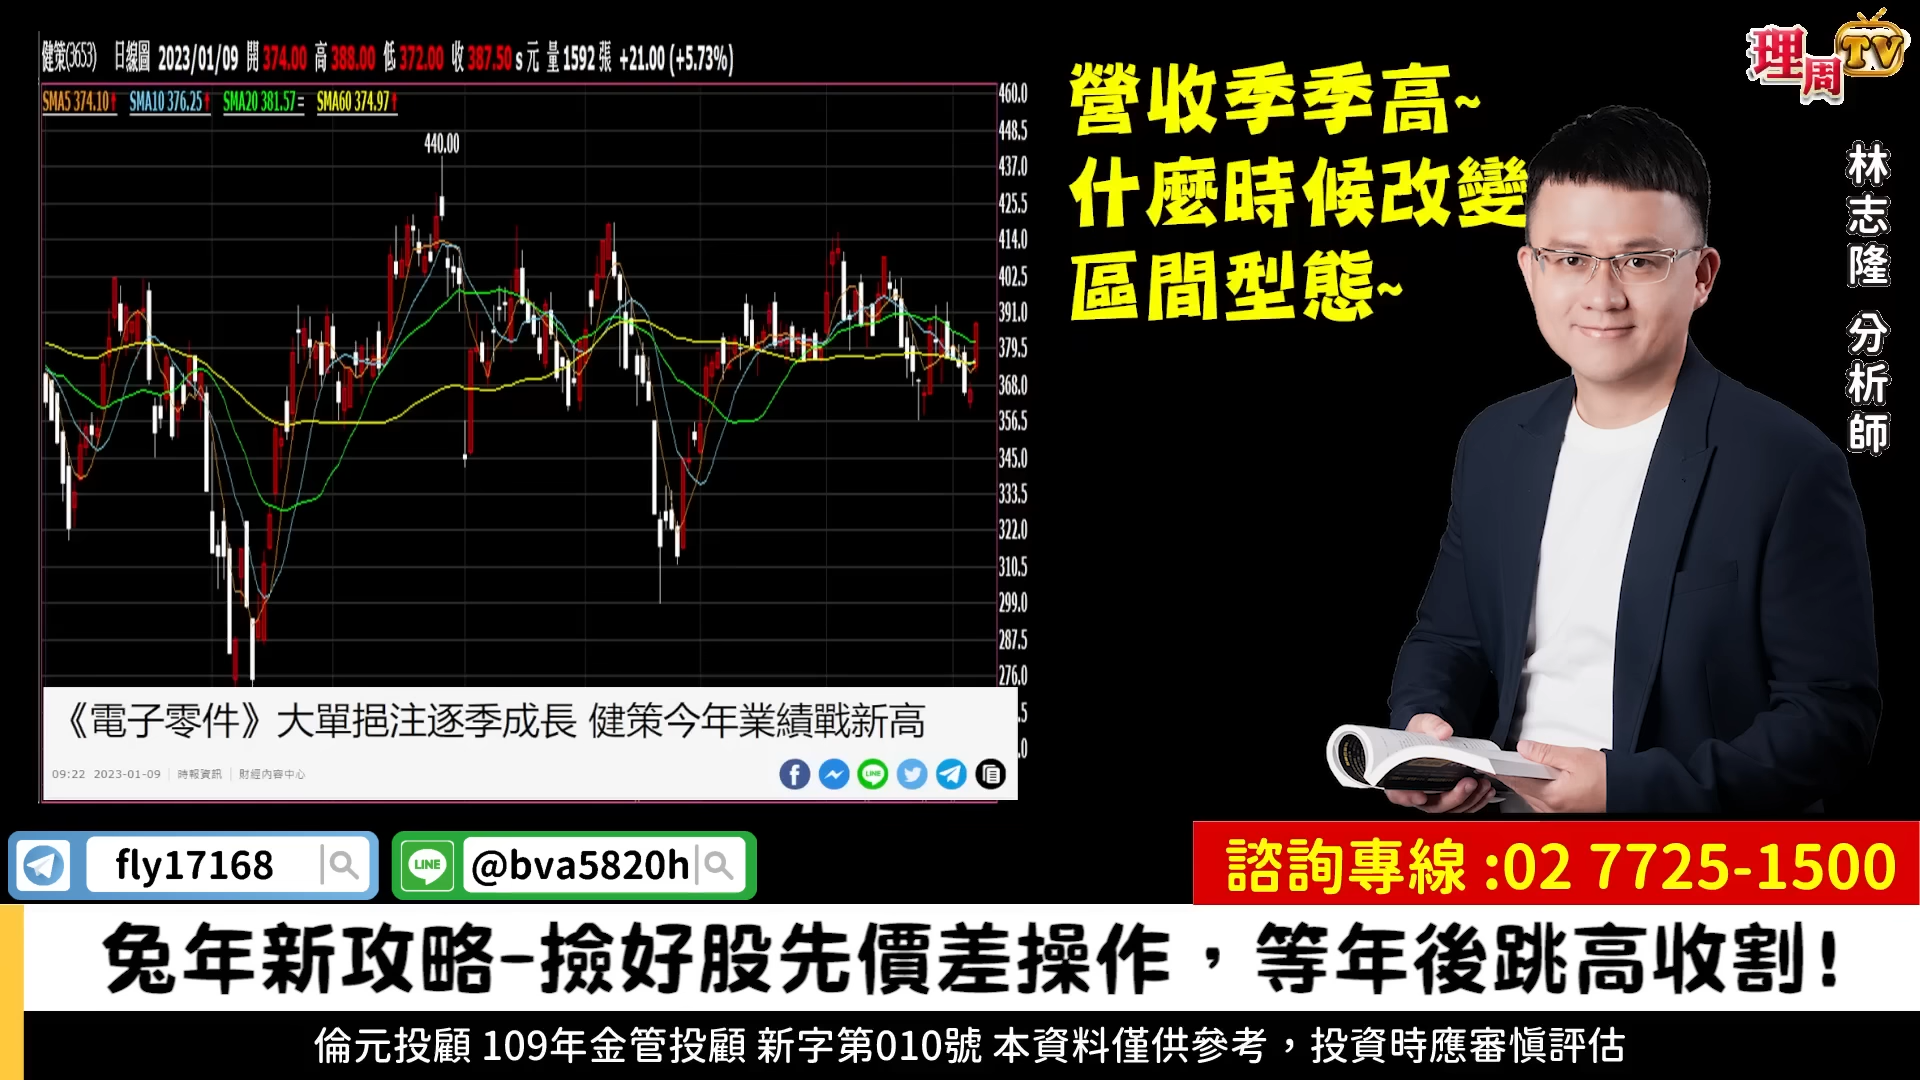 健策(3653) 日線圖 2023/01/09 開 374.00 高 388.00 低 372.00 收 387.50 s 元 量 1592 張 +21.00 (+5.73%)
SMA5 374.10↑ SMA10 376.25↑ SMA20 381.57= SMA60 374.97↑
440.00
460.0
448.5
437.0
425.5
414.0
402.5
391.0
379.5
368.0
356.5
345.0
333.5
322.0
310.5
299.0
287.5
276.0
.5
.0
《電子零件》大單挹注逐季成長 健策今年業績戰新高
09:22 2023-01-09 | 時報資訊 | 財經內容中心
LINE
營收季季高~
什麼時候改變
區間型態~
理周TV
林志隆 分析師
fly17168
LINE @bva5820h
諮詢專線 :02 7725-1500
兔年新攻略-撿好股先價差操作，等年後跳高收割!
倫元投顧 109年金管投顧 新字第010號 本資料僅供參考，投資時應審慎評估